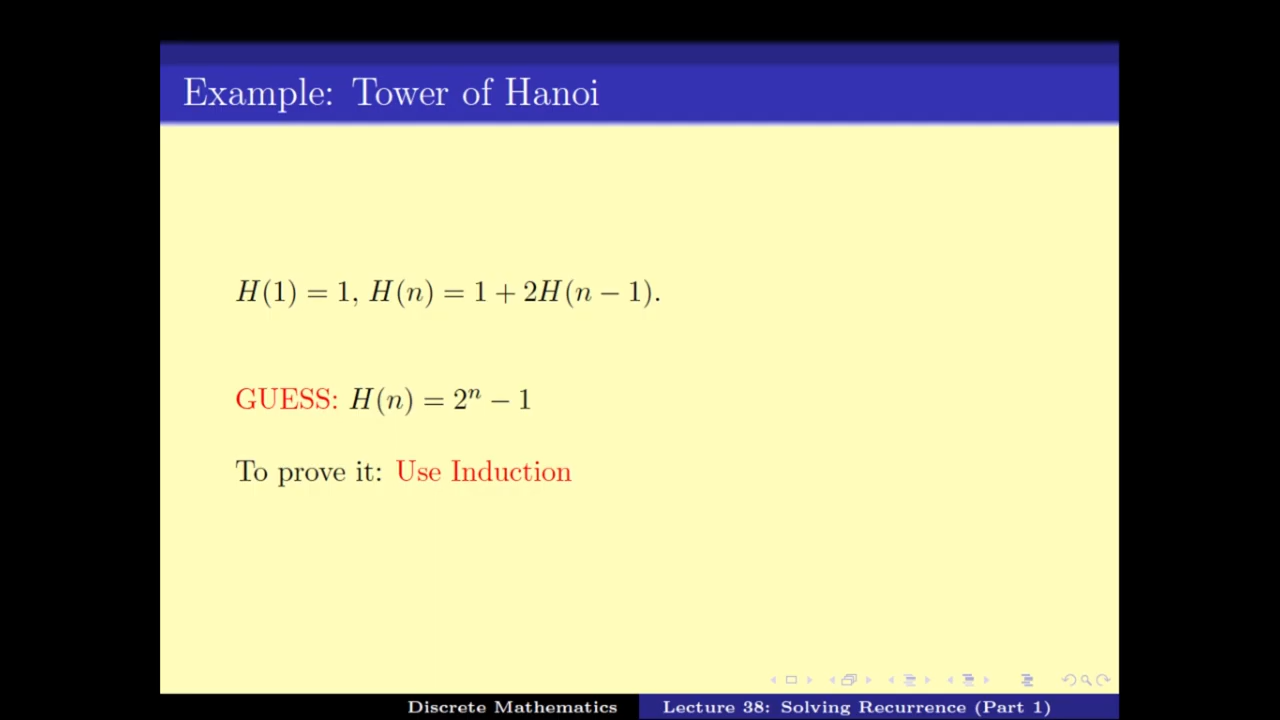 Example: Tower of Hanoi
H(1) = 1, H(n) = 1 + 2H(n − 1).
GUESS: H(n) = 2ⁿ − 1
To prove it: Use Induction
Discrete Mathematics Lecture 38: Solving Recurrence (Part 1)